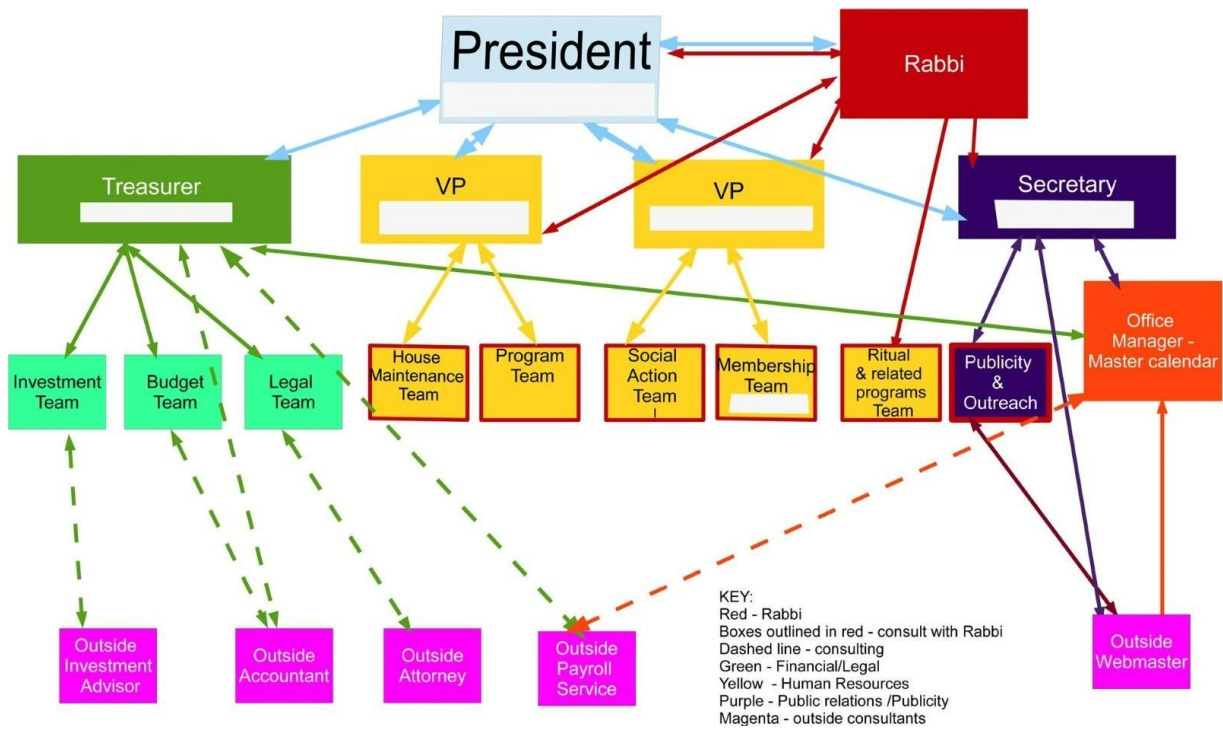 President
Rabbi
Treasurer
VP
VP
Secretary
Office
Manager -
Master calendar
Investment
Team
Budget
Team
Legal
Team
House
Maintenance
Team
Program
Team
Social
Action
Team
Membership
Team
Ritual
& related
programs
Team
Publicity
&
Outreach
Outside
Investment
Advisor
Outside
Accountant
Outside
Attorney
Outside
Payroll
Service
Outside
Webmaster
KEY:
Red - Rabbi
Boxes outlined in red - consult with Rabbi
Dashed line - consulting
Green - Financial/Legal
Yellow - Human Resources
Purple - Public relations /Publicity
Magenta - outside consultants